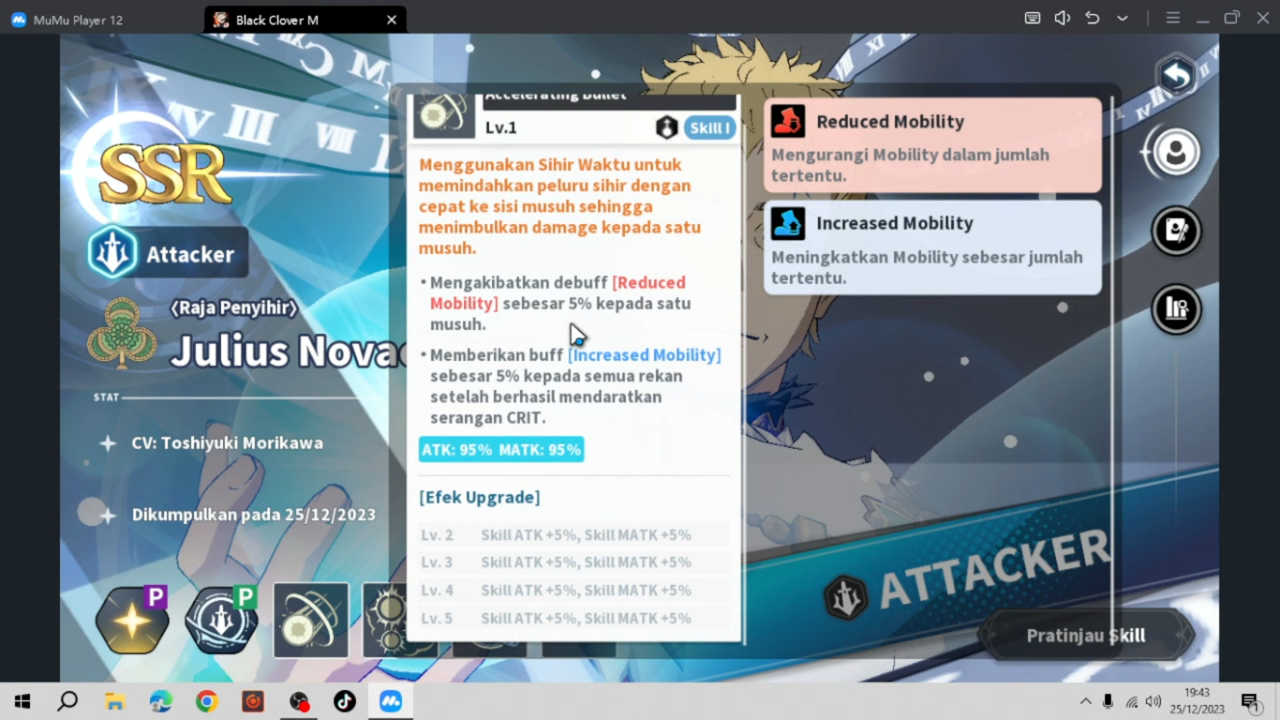 MuMu Player 12
Black Clover M
SSR
Attacker
〈Raja Penyihir〉
Julius Novac
STAT
CV: Toshiyuki Morikawa
Dikumpulkan pada 25/12/2023
P
P
Accelerating Bullet
Lv.1
Skill I
Menggunakan Sihir Waktu untuk
memindahkan peluru sihir dengan
cepat ke sisi musuh sehingga
menimbulkan damage kepada satu
musuh.
• Mengakibatkan debuff [Reduced
Mobility] sebesar 5% kepada satu
musuh.
• Memberikan buff [Increased Mobility]
sebesar 5% kepada semua rekan
setelah berhasil mendaratkan
serangan CRIT.
ATK: 95% MATK: 95%
[Efek Upgrade]
Lv. 2 Skill ATK +5%, Skill MATK +5%
Lv. 3 Skill ATK +5%, Skill MATK +5%
Lv. 4 Skill ATK +5%, Skill MATK +5%
Lv. 5 Skill ATK +5%, Skill MATK +5%
Reduced Mobility
Mengurangi Mobility dalam jumlah
tertentu.
Increased Mobility
Meningkatkan Mobility sebesar jumlah
tertentu.
ATTACKER
Pratinjau Skill
19:43
25/12/2023
1